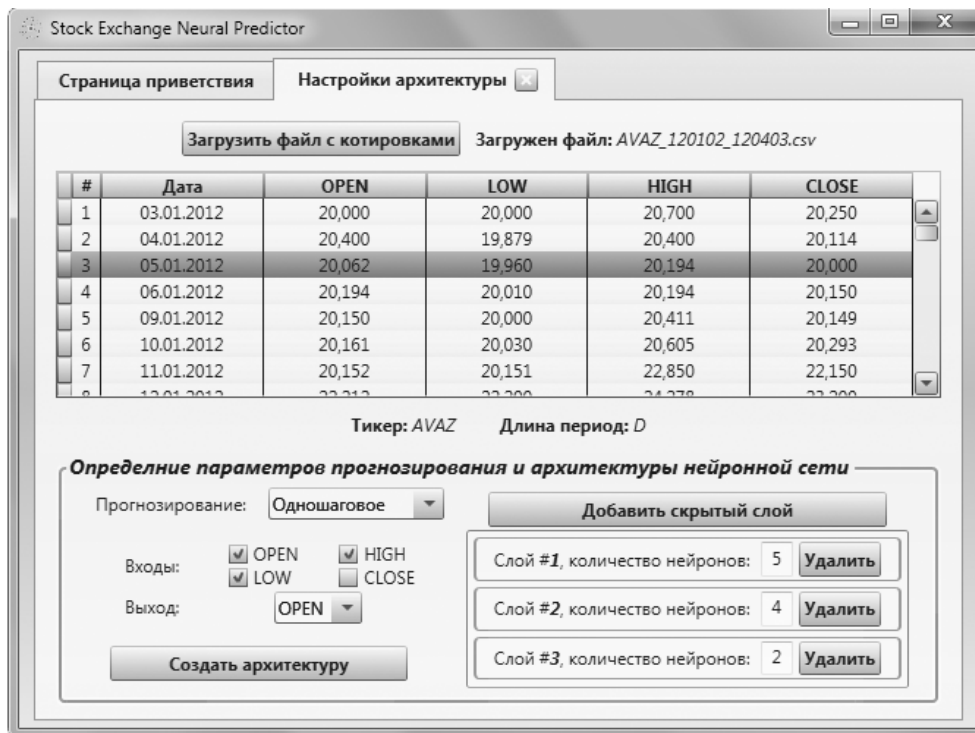 Stock Exchange Neural Predictor
Страница приветствия Настройки архитектуры
Загрузить файл с котировками Загружен файл: AVAZ_120102_120403.csv
# Дата OPEN LOW HIGH CLOSE
1 03.01.2012 20,000 20,000 20,700 20,250
2 04.01.2012 20,400 19,879 20,400 20,114
3 05.01.2012 20,062 19,960 20,194 20,000
4 06.01.2012 20,194 20,010 20,194 20,150
5 09.01.2012 20,150 20,000 20,411 20,149
6 10.01.2012 20,161 20,030 20,605 20,293
7 11.01.2012 20,152 20,151 22,850 22,150
Тикер: AVAZ Длина период: D
Определние параметров прогнозирования и архитектуры нейронной сети
Прогнозирование: Одношаговое
Входы: OPEN HIGH
LOW CLOSE
Выход: OPEN
Создать архитектуру
Добавить скрытый слой
Слой #1, количество нейронов: 5 Удалить
Слой #2, количество нейронов: 4 Удалить
Слой #3, количество нейронов: 2 Удалить